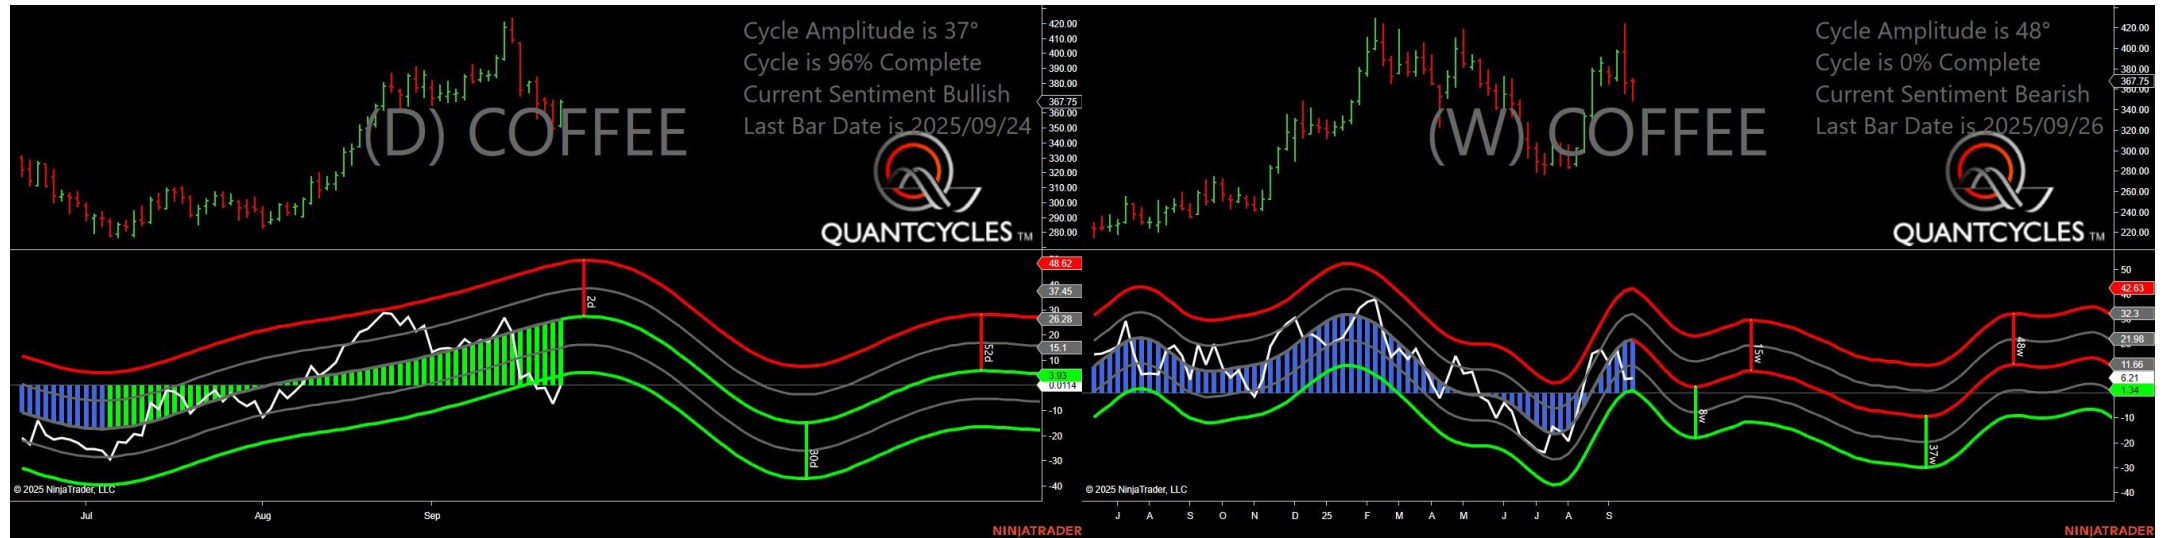 Cycle Amplitude is 37°
Cycle is 96% Complete
Current Sentiment Bullish
Last Bar Date is 2025/09/24
(D) COFFEE
QUANTCYCLES TM
420.00
410.00
400.00
390.00
380.00
367.75
360.00
350.00
340.00
330.00
320.00
310.00
300.00
290.00
280.00
48.62
37.45
30
26.28
20
15.1
10
3.93
0.0114
-10
-20
-30
-40
2d
30d
52d
© 2025 NinjaTrader, LLC
Jul Aug Sep
NINJATRADER
Cycle Amplitude is 48°
Cycle is 0% Complete
Current Sentiment Bearish
Last Bar Date is 2025/09/26
(W) COFFEE
QUANTCYCLES TM
420.00
400.00
380.00
367.75
360.00
340.00
320.00
300.00
280.00
260.00
240.00
220.00
50
42.63
40
32.3
21.98
11.66
6.21
1.34
-10
-20
-30
-40
8w
15w
37w
48w
© 2025 NinjaTrader, LLC
J A S O N D 25 F M A M J J A S
NINJATRADER